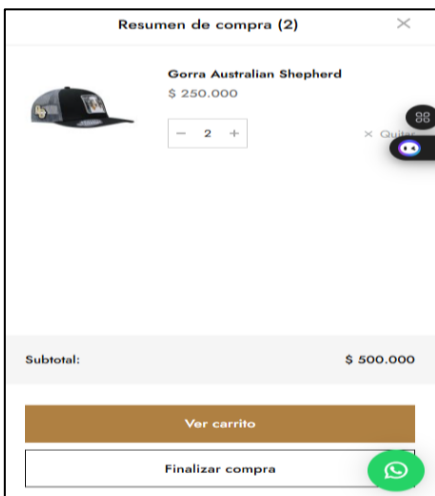 Resumen de compra (2)
Gorra Australian Shepherd
$ 250.000
2
Quitar
Subtotal:
$ 500.000
Ver carrito
Finalizar compra